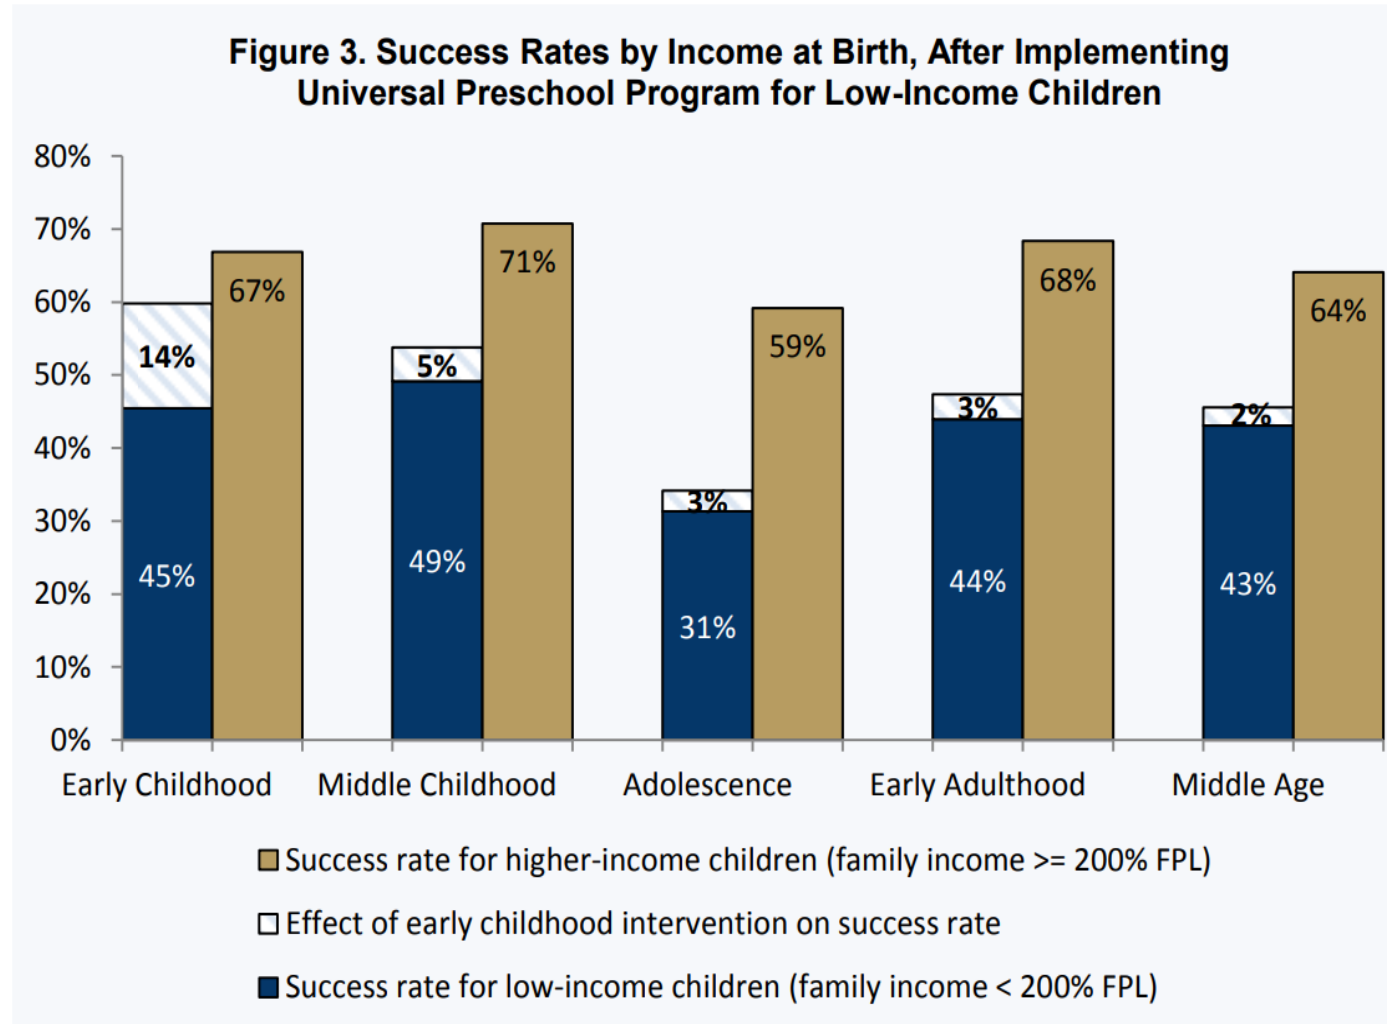 Figure 3. Success Rates by Income at Birth, After Implementing
Universal Preschool Program for Low-Income Children
80%
70%
60%
50%
40%
30%
20%
10%
0%
14%
45%
67%
5%
49%
71%
3%
31%
59%
3%
44%
68%
2%
43%
64%
Early Childhood
Middle Childhood
Adolescence
Early Adulthood
Middle Age
Success rate for higher-income children (family income >= 200% FPL)
Effect of early childhood intervention on success rate
Success rate for low-income children (family income < 200% FPL)